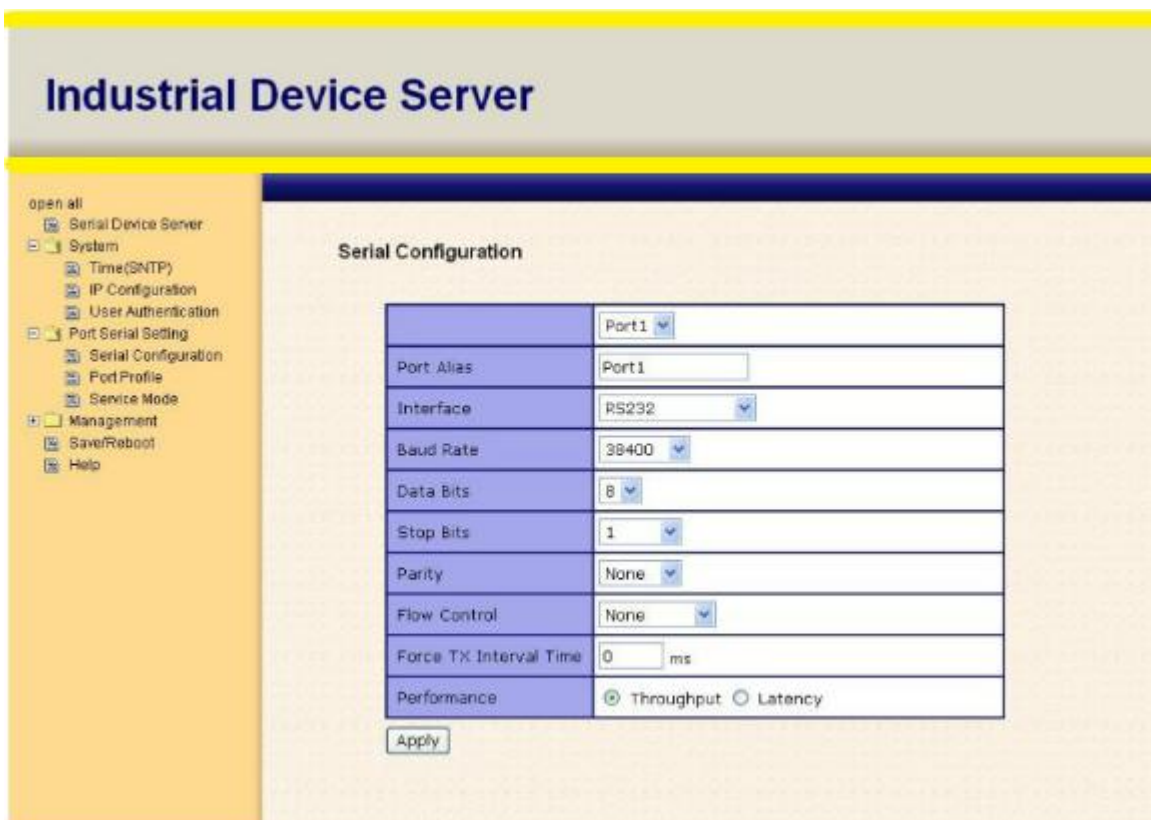 Industrial Device Server
open all
Serial Device Server
System
Time(SNTP)
IP Configuration
User Authentication
Port Serial Setting
Serial Configuration
Port Profile
Service Mode
Management
Save/Reboot
Help
Serial Configuration
Port1
Port Alias Port1
Interface RS232
Baud Rate 38400
Data Bits 8
Stop Bits 1
Parity None
Flow Control None
Force TX Interval Time 0 ms
Performance Throughput Latency
Apply